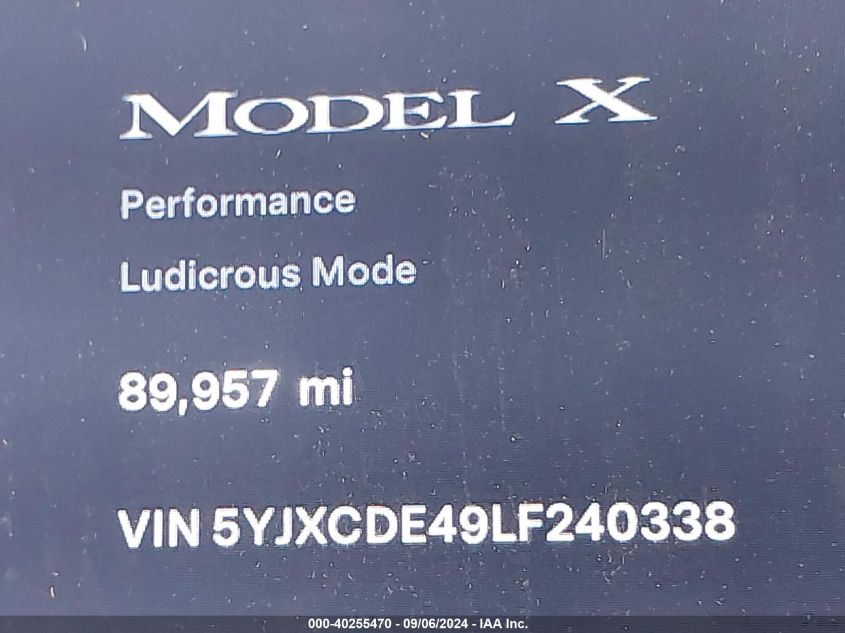 MODEL X
Performance
Ludicrous Mode
89,957 mi
VIN 5YJXCDE49LF240338
000-40255470 - 09/06/2024 - IAA Inc.